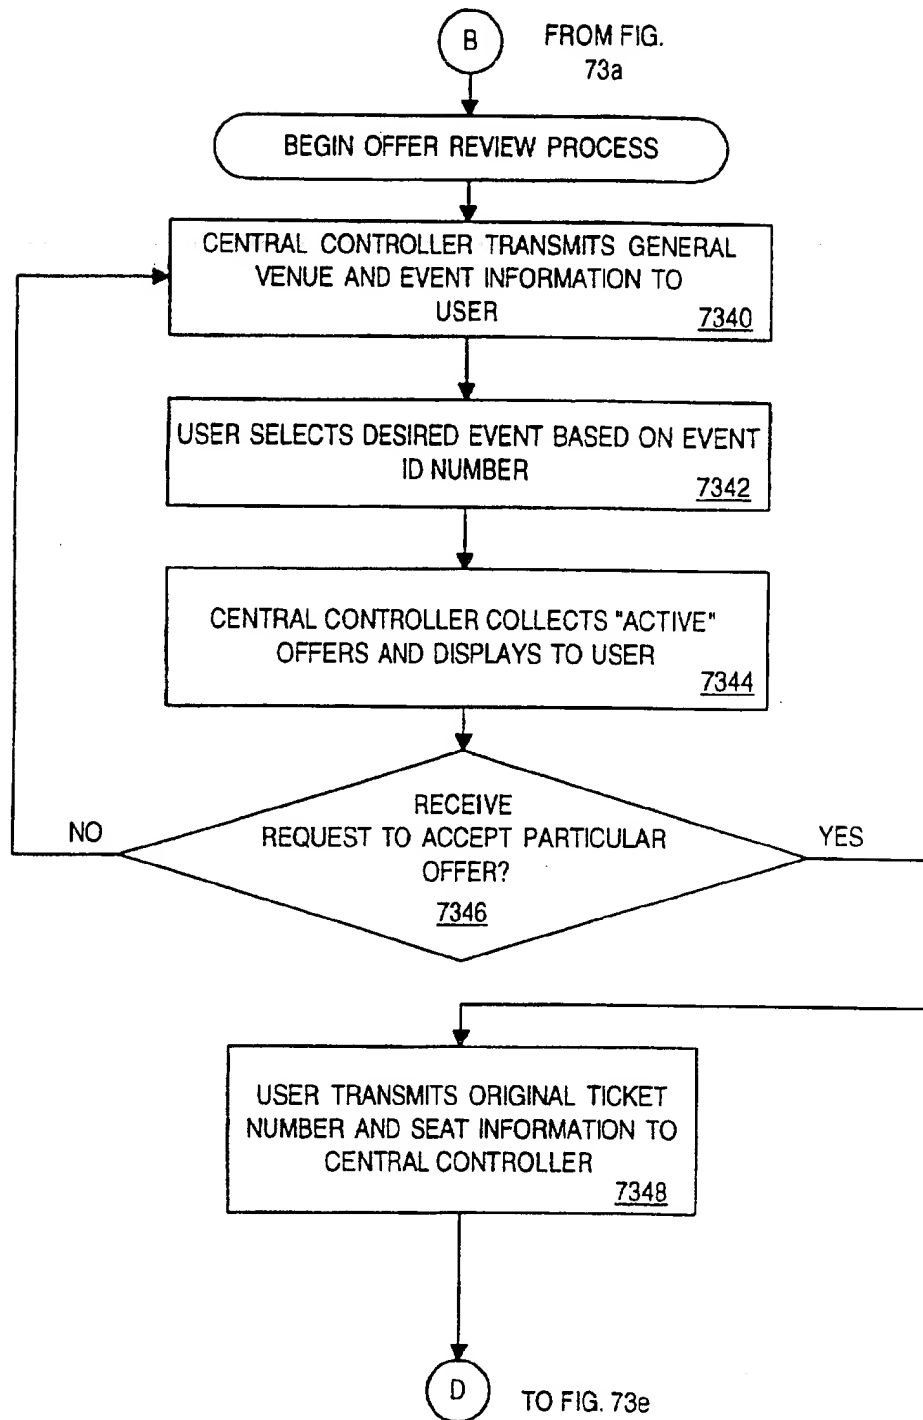 B
FROM FIG.
73a
BEGIN OFFER REVIEW PROCESS
CENTRAL CONTROLLER TRANSMITS GENERAL
VENUE AND EVENT INFORMATION TO
USER
7340
USER SELECTS DESIRED EVENT BASED ON EVENT
ID NUMBER
7342
CENTRAL CONTROLLER COLLECTS "ACTIVE"
OFFERS AND DISPLAYS TO USER
7344
RECEIVE
REQUEST TO ACCEPT PARTICULAR
OFFER?
7346
NO
YES
USER TRANSMITS ORIGINAL TICKET
NUMBER AND SEAT INFORMATION TO
CENTRAL CONTROLLER
7348
D
TO FIG. 73e